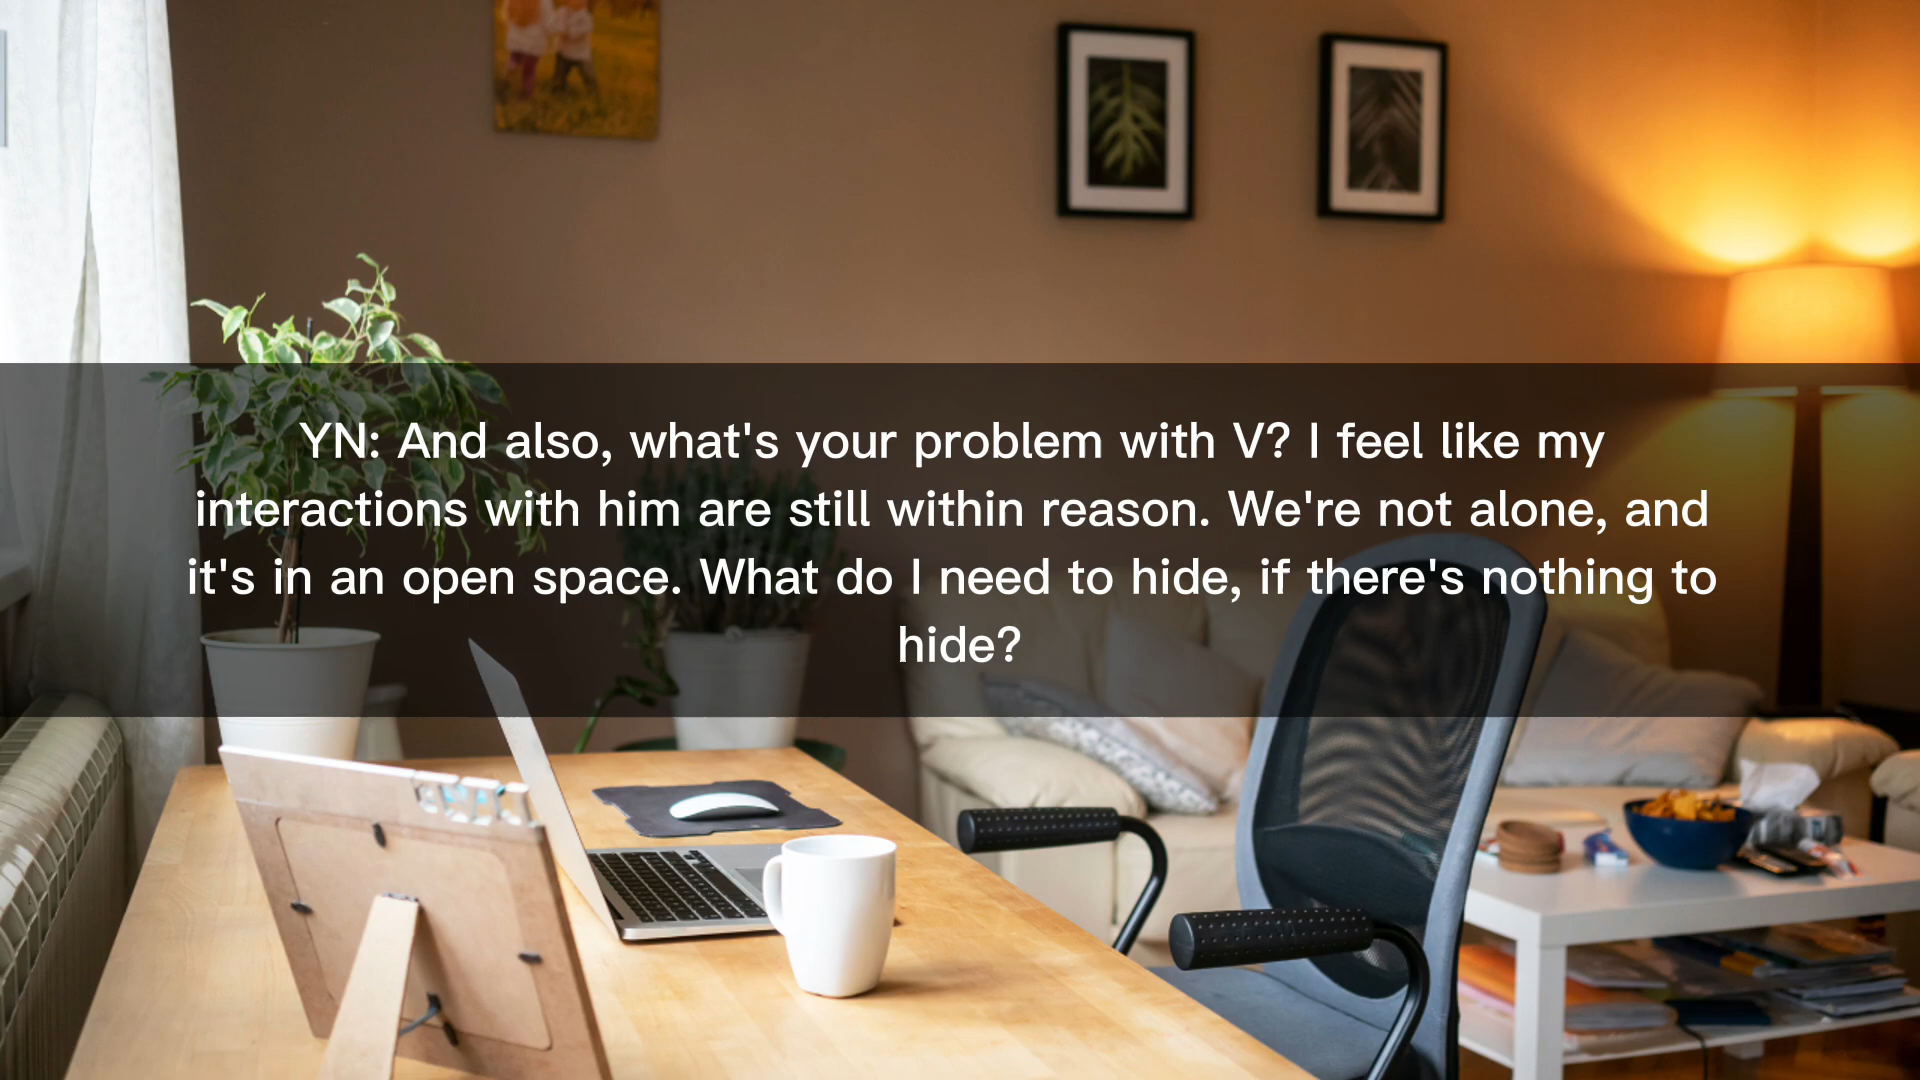 YN: And also, what's your problem with V? I feel like my
interactions with him are still within reason. We're not alone, and
it's in an open space. What do I need to hide, if there's nothing to
hide?